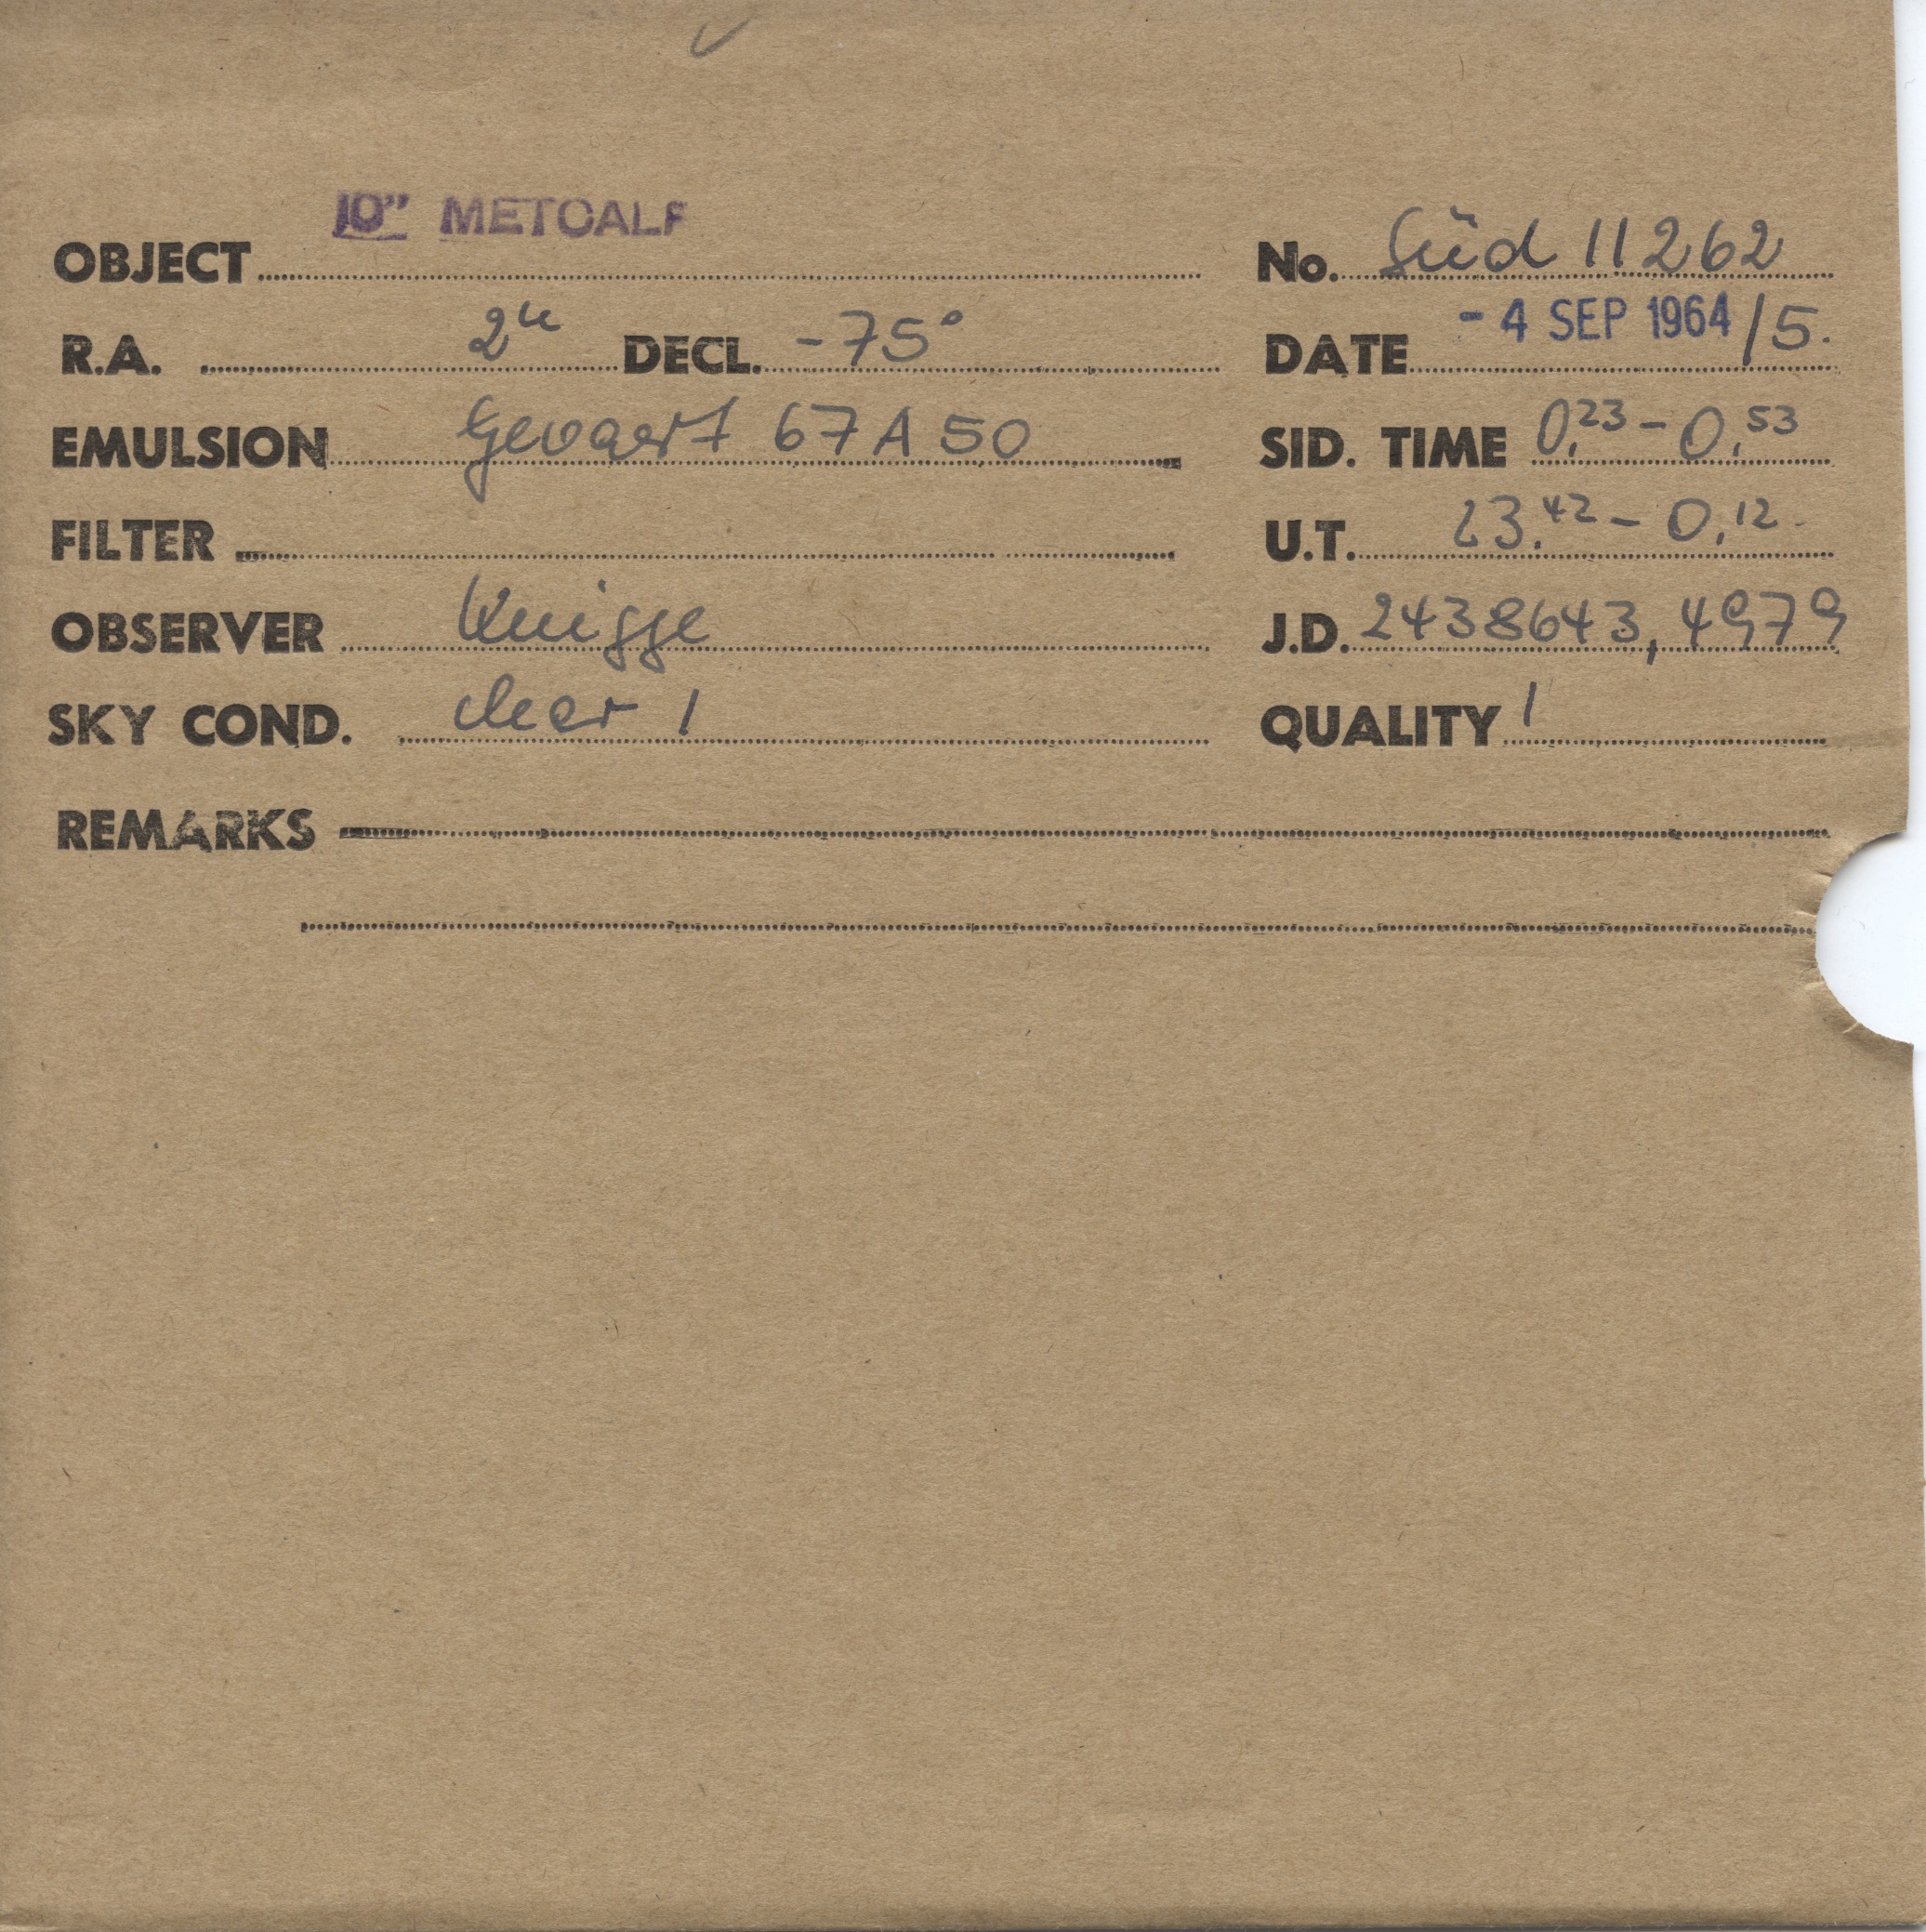 10" METCALF
OBJECT No. Süd 11262
R.A. 2h DECL. -75° DATE - 4 SEP 1964/5.
EMULSION Gevaert 67A50 SID. TIME 0,23 - 0,53
FILTER U.T. 23.42 - 0,12.
OBSERVER Knigge J.D. 2438643,4979
SKY COND. clear 1 QUALITY 1
REMARKS